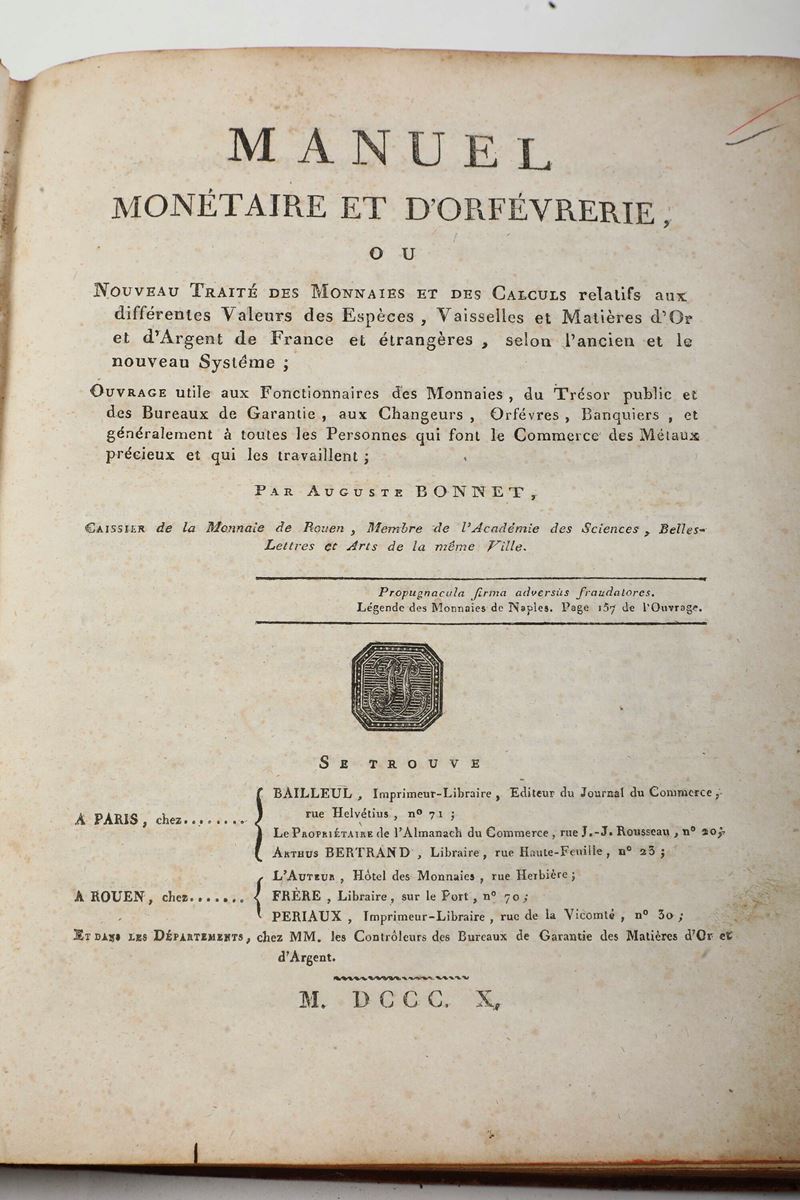 MANUEL
MONÉTAIRE ET D'ORFÉVRERIE,
OU
NOUVEAU TRAITÉ DES MONNAIES ET DES CALCULS relatifs aux
différentes Valeurs des Espèces, Vaisselles et Matières d'Or
et d'Argent de France et étrangères, selon l'ancien et le
nouveau Systéme;
OUVRAGE utile aux Fonctionnaires des Monnaies, du Trésor public et
des Bureaux de Garantie, aux Changeurs, Orfévres, Banquiers, et
généralement à toutes les Personnes qui font le Commerce des Métaux
précieux et qui les travaillent;
PAR AUGUSTE BONNET,
CAISSIER de la Monnaie de Rouen, Membre de l'Académie des Sciences, Belles-
Lettres et Arts de la même Ville.
Propugnacula firma adversùs fraudatores.
Légende des Monnaies de Naples. Page 157 de l'Ouvrage.
SE TROUVE
A PARIS, chez........
BAILLEUL, Imprimeur-Libraire, Editeur du Journal du Commerce,
rue Helvétius, n° 71;
Le PROPRIÉTAIRE de l'Almanach du Commerce, rue J.-J. Rousseau, n° 20;
ARTHUS BERTRAND, Libraire, rue Haute-Feuille, n° 23;
A ROUEN, chez.......
L'AUTEUR, Hôtel des Monnaies, rue Herbière;
FRÈRE, Libraire, sur le Port, n° 70;
PERIAUX, Imprimeur-Libraire, rue de la Vicomté, n° 30;
ET DANS LES DÉPARTEMENTS, chez MM. les Contrôleurs des Bureaux de Garantie des Matières d'Or et
d'Argent.
M. DCCC. X.